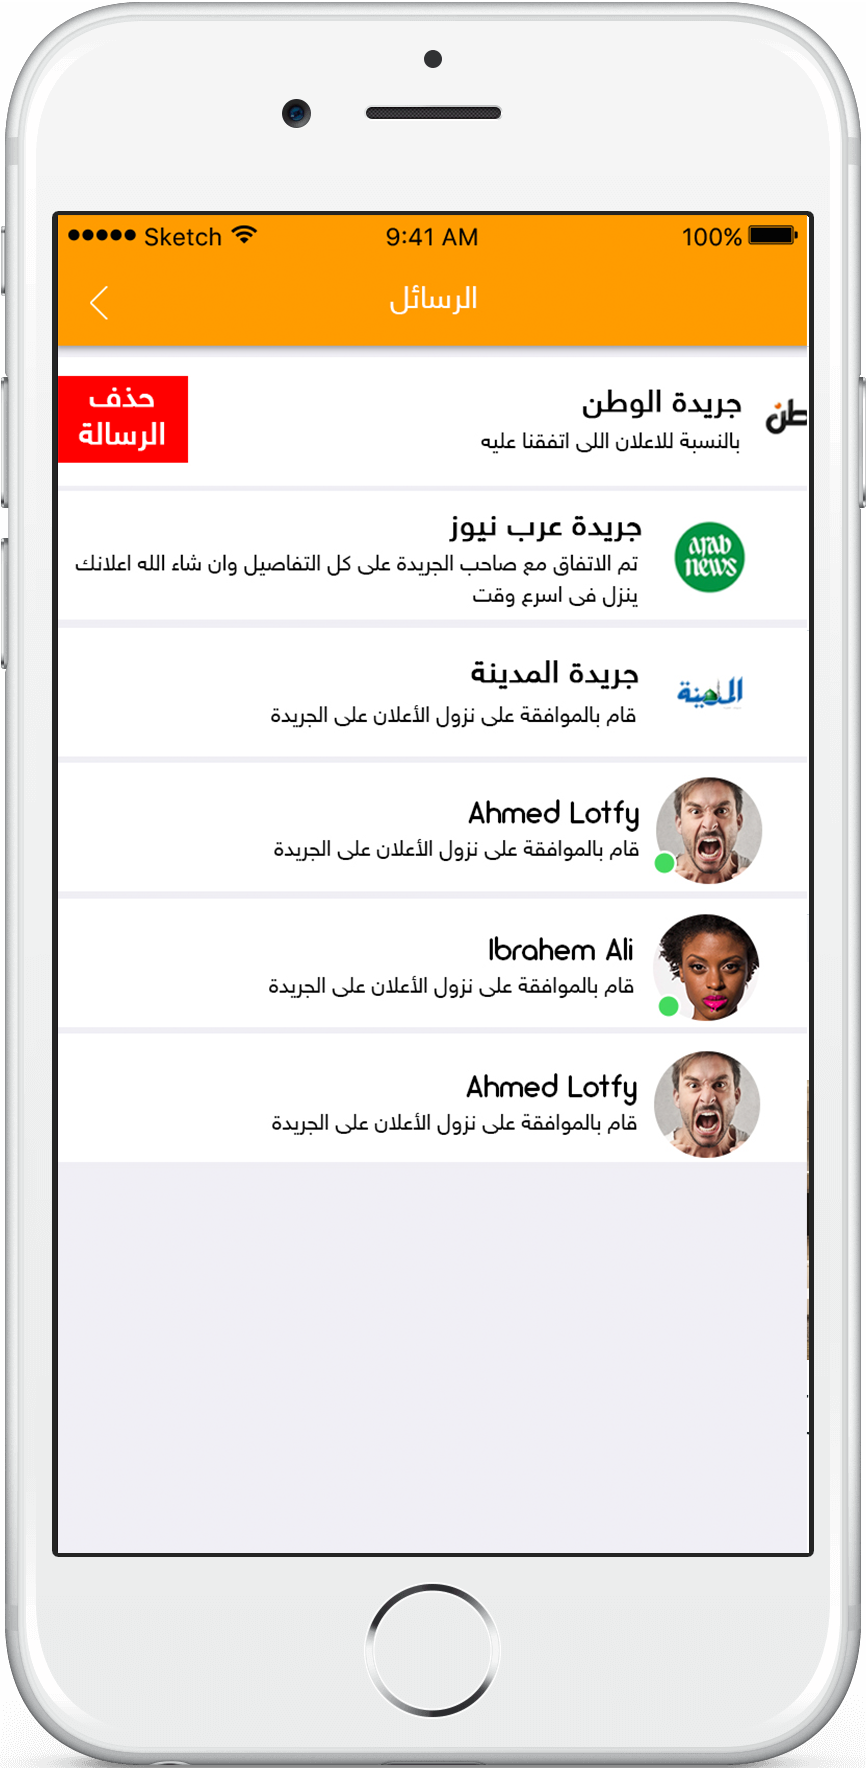 Sketch 9:41 AM 100%
الرسائل
طن
جريدة الوطن
بالنسبة للاعلان اللى اتفقنا عليه
حذف
الرسالة
arab
news
جريدة عرب نيوز
تم الاتفاق مع صاحب الجريدة على كل التفاصيل وان شاء الله اعلانك
ينزل فى اسرع وقت
المدينة
جريدة المدينة
قام بالموافقة على نزول الأعلان على الجريدة
Ahmed Lotfy
قام بالموافقة على نزول الأعلان على الجريدة
Ibrahem Ali
قام بالموافقة على نزول الأعلان على الجريدة
Ahmed Lotfy
قام بالموافقة على نزول الأعلان على الجريدة